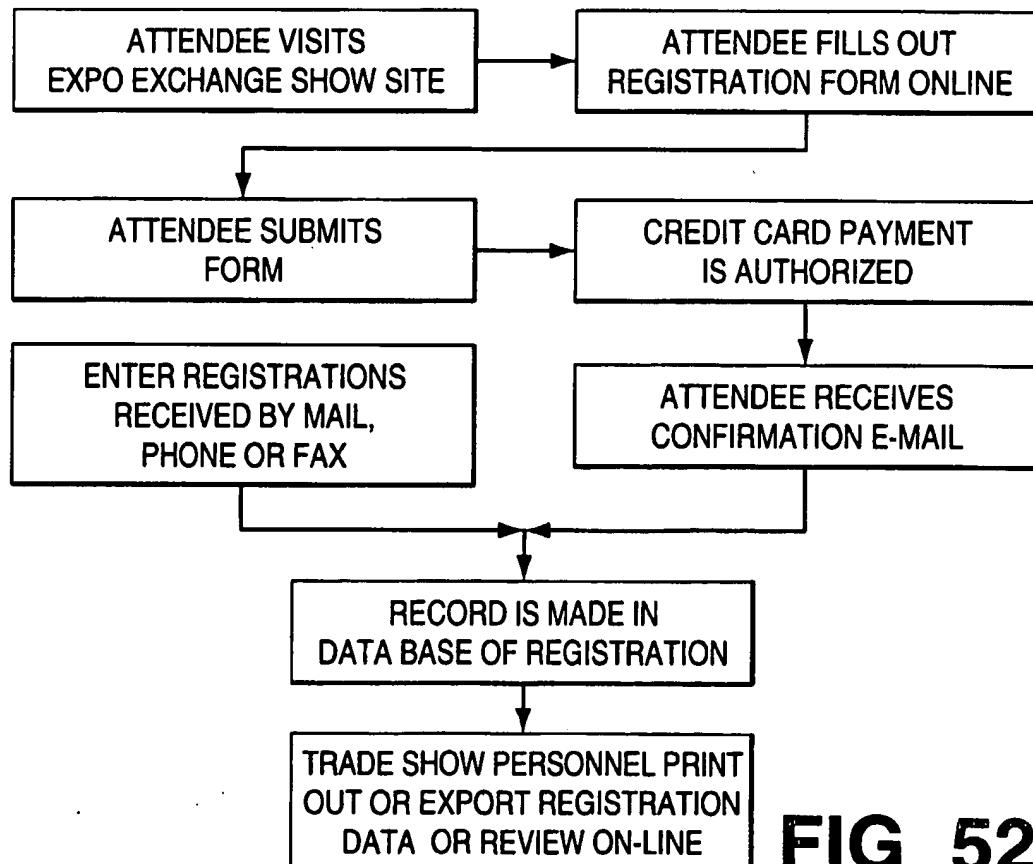 ATTENDEE VISITS
EXPO EXCHANGE SHOW SITE
ATTENDEE FILLS OUT
REGISTRATION FORM ONLINE
ATTENDEE SUBMITS
FORM
CREDIT CARD PAYMENT
IS AUTHORIZED
ENTER REGISTRATIONS
RECEIVED BY MAIL,
PHONE OR FAX
ATTENDEE RECEIVES
CONFIRMATION E-MAIL
RECORD IS MADE IN
DATA BASE OF REGISTRATION
TRADE SHOW PERSONNEL PRINT
OUT OR EXPORT REGISTRATION
DATA OR REVIEW ON-LINE
FIG 52